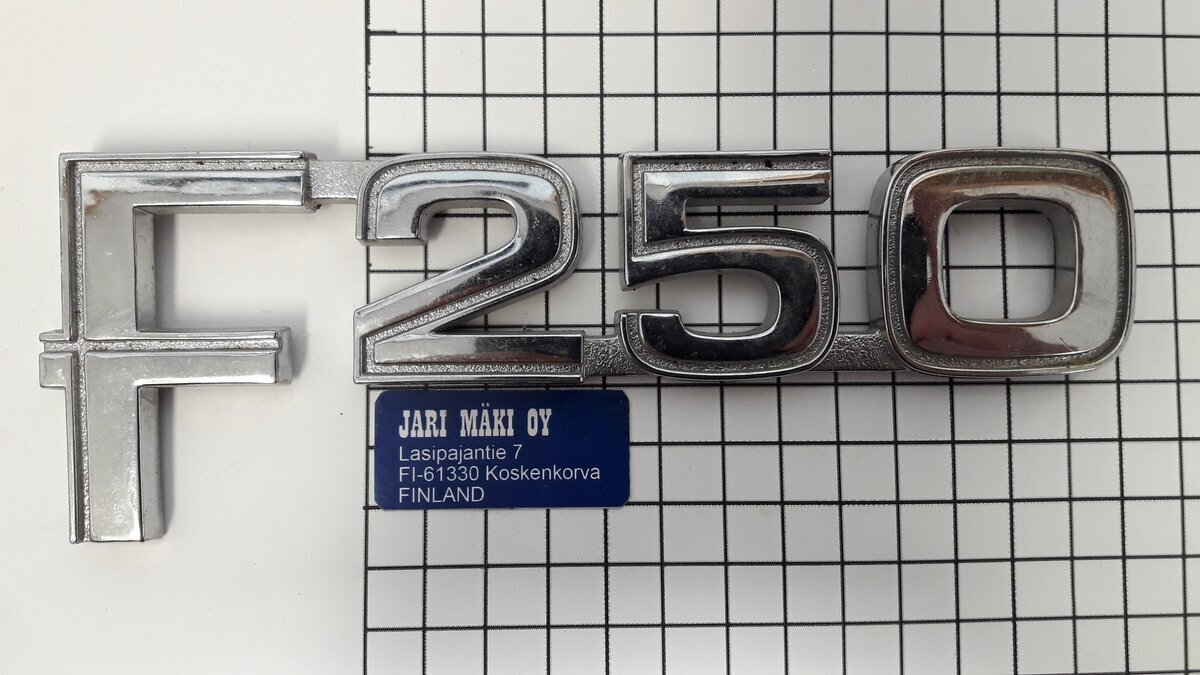 F250
JARI MÄKI OY
Lasipajantie 7
FI-61330 Koskenkorva
FINLAND